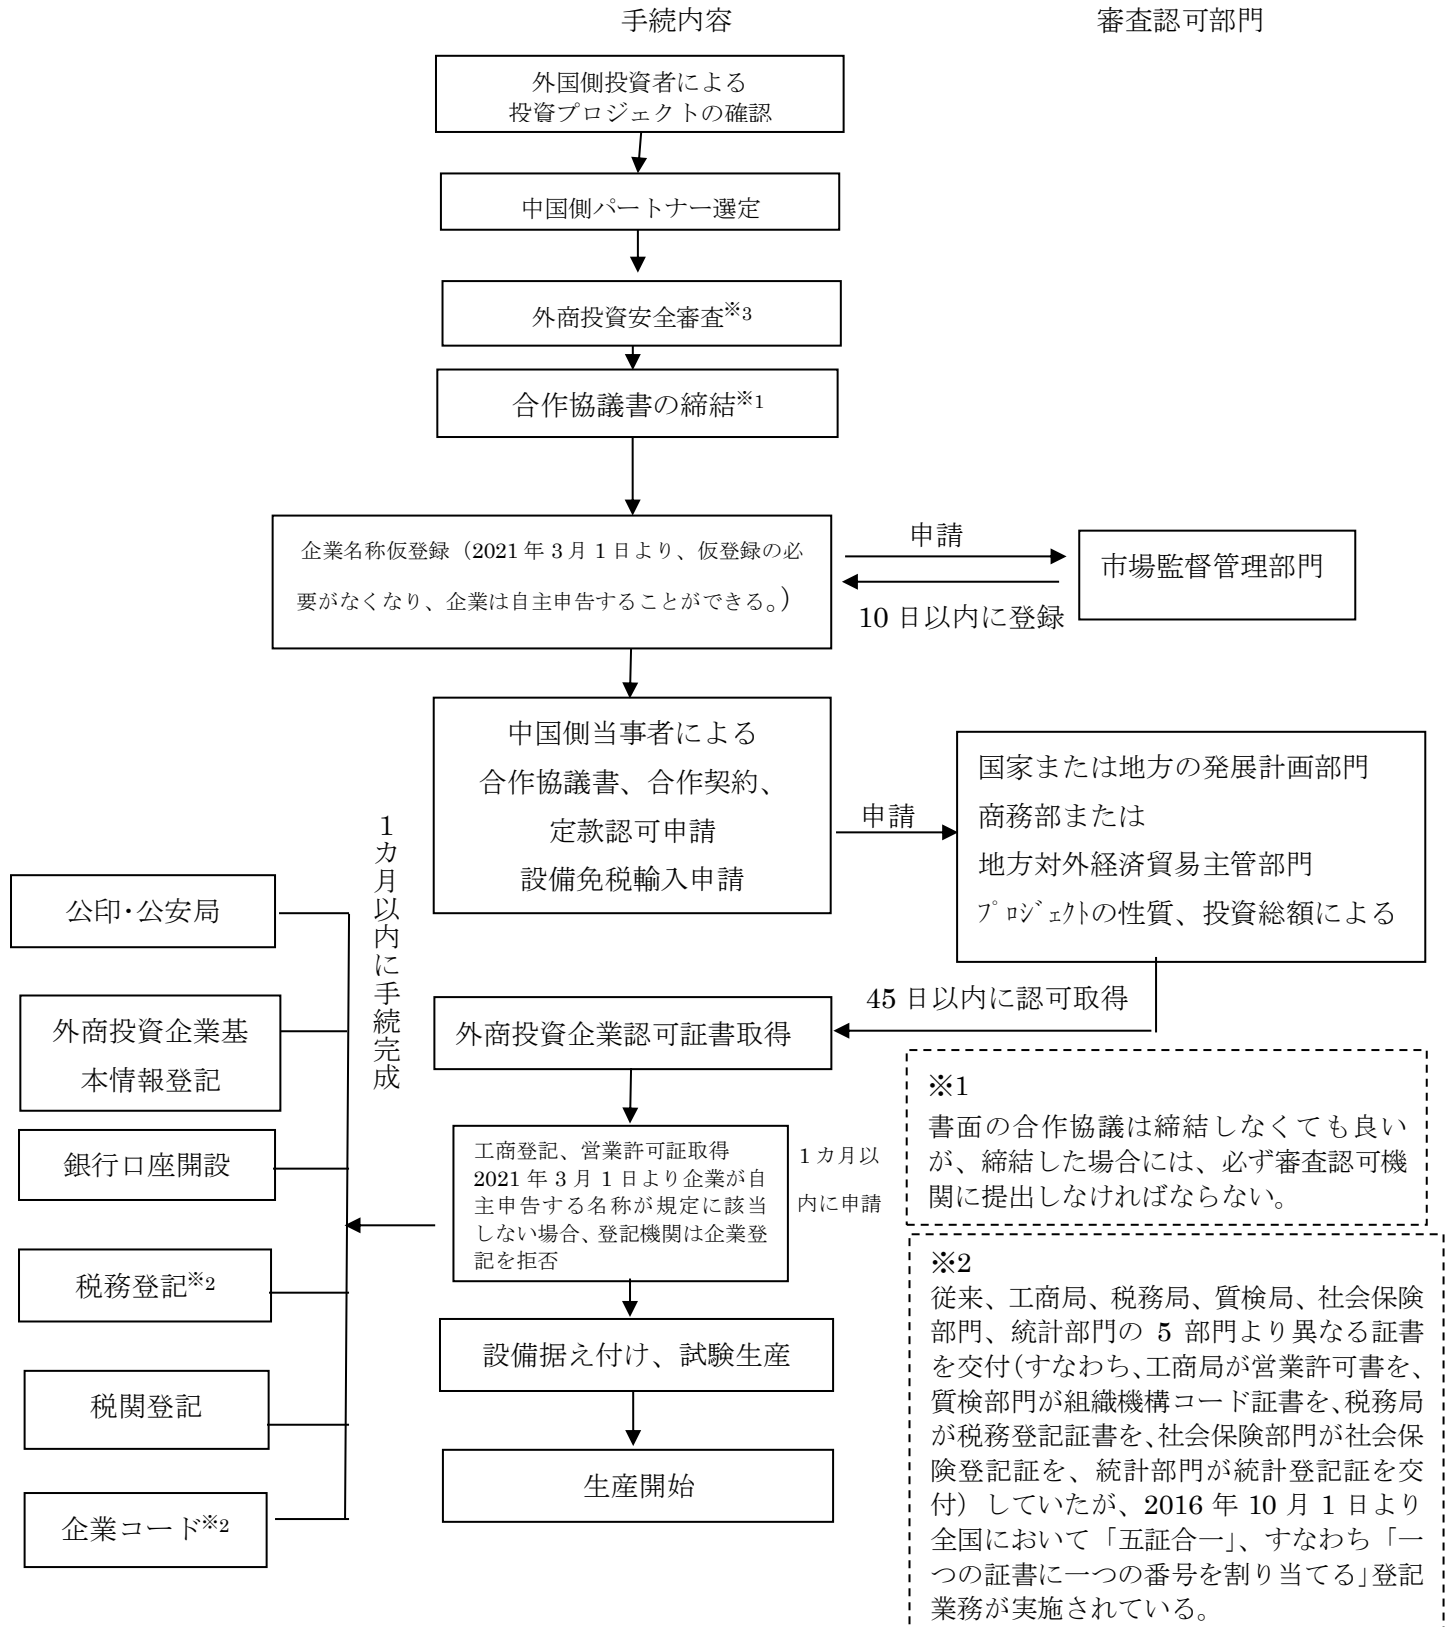 手続内容
審査認可部門
外国側投資者による
投資プロジェクトの確認
中国側パートナー選定
外商投資安全審査※3
合作協議書の締結※1
企業名称仮登録（2021 年 3 月 1 日より、仮登録の必
要がなくなり、企業は自主申告することができる。）
申請
10 日以内に登録
市場監督管理部門
中国側当事者による
合作協議書、合作契約、
定款認可申請
設備免税輸入申請
申請
国家または地方の発展計画部門
商務部または
地方対外経済貿易主管部門
ﾌﾟﾛｼﾞｪｸﾄの性質、投資総額による
45 日以内に認可取得
外商投資企業認可証書取得
工商登記、営業許可証取得
2021 年 3 月 1 日より企業が自
主申告する名称が規定に該当
しない場合、登記機関は企業登
記を拒否
1 カ月以
内に申請
1カ月以内に手続完成
公印・公安局
外商投資企業基
本情報登記
銀行口座開設
税務登記※2
税関登記
企業コード※2
設備据え付け、試験生産
生産開始
※1
書面の合作協議は締結しなくても良い
が、締結した場合には、必ず審査認可機
関に提出しなければならない。
※2
従来、工商局、税務局、質検局、社会保険
部門、統計部門の 5 部門より異なる証書
を交付（すなわち、工商局が営業許可書を、
質検部門が組織機構コード証書を、税務局
が税務登記証書を、社会保険部門が社会保
険登記証を、統計部門が統計登記証を交
付）していたが、2016 年 10 月 1 日より
全国において「五証合一」、すなわち「一
つの証書に一つの番号を割り当てる」登記
業務が実施されている。